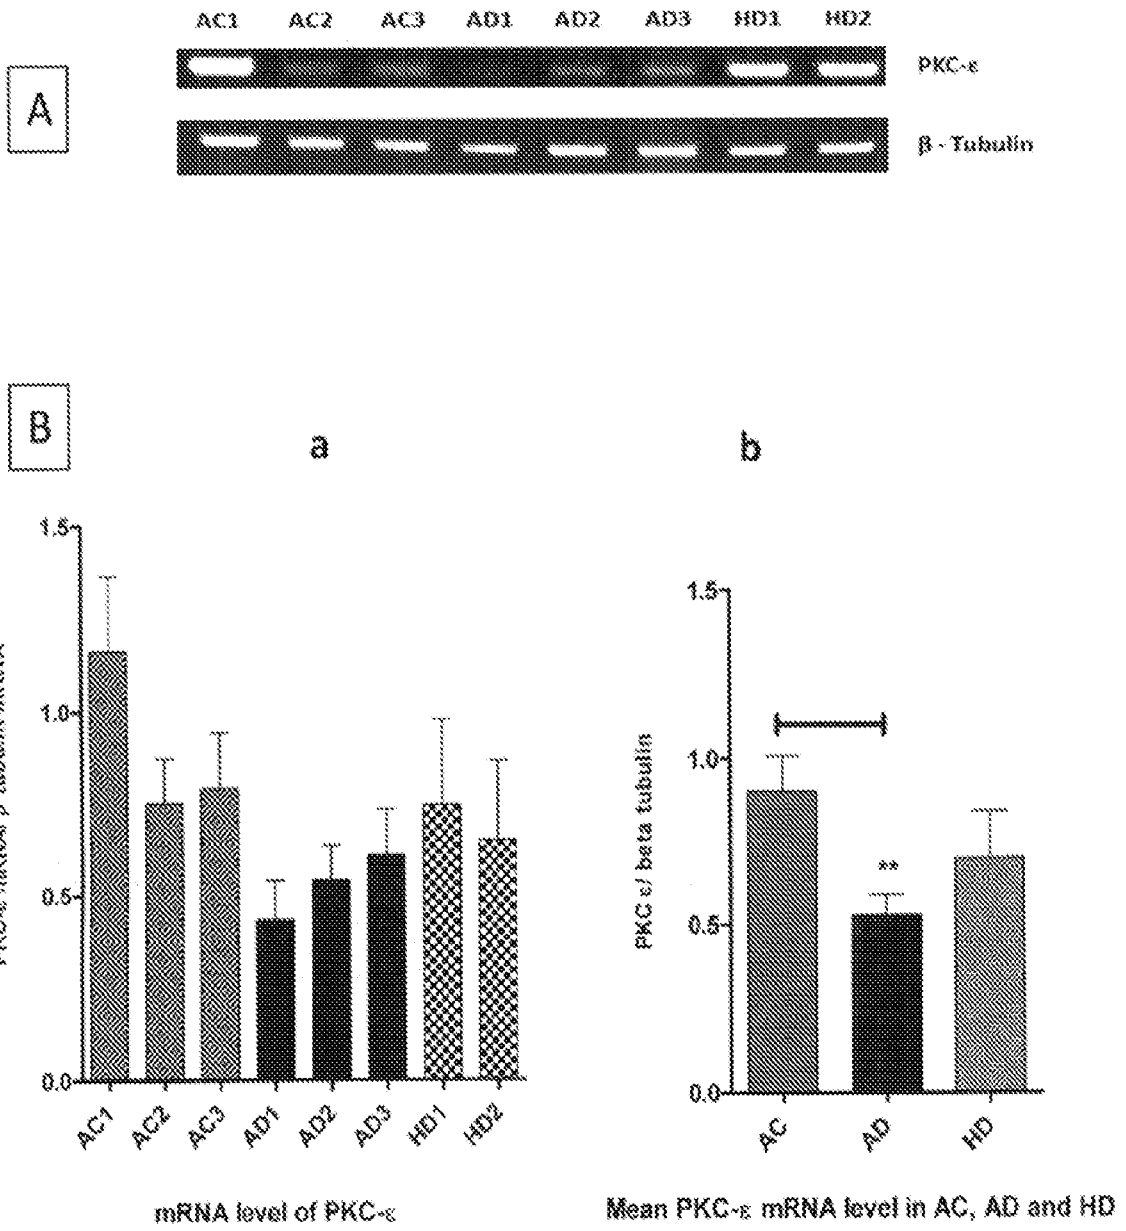 AC1 AC2 AC3 AD1 AD2 AD3 HD1 HD2
A
PKC-ε
β - Tubulin
B
a
b
1.5
1.0
0.5
0.0
AC1 AC2 AC3 AD1 AD2 AD3 HD1 HD2
mRNA level of PKC-ε
PKC ε/ beta tubulin
1.5
1.0
0.5
0.0
**
AC AD HD
Mean PKC-ε mRNA level in AC, AD and HD